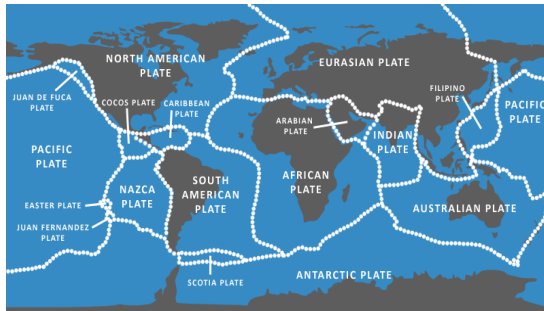 NORTH AMERICAN
PLATE
EURASIAN PLATE
JUAN DE FUCA
PLATE
COCOS PLATE
CARIBBEAN
PLATE
FILIPINO
PLATE
PACIFIC
PLATE
ARABIAN
PLATE
INDIAN
PLATE
PACIFIC
PLATE
NAZCA
PLATE
SOUTH
AMERICAN
PLATE
AFRICAN
PLATE
EASTER PLATE
JUAN FERNANDEZ
PLATE
AUSTRALIAN PLATE
SCOTIA PLATE
ANTARCTIC PLATE